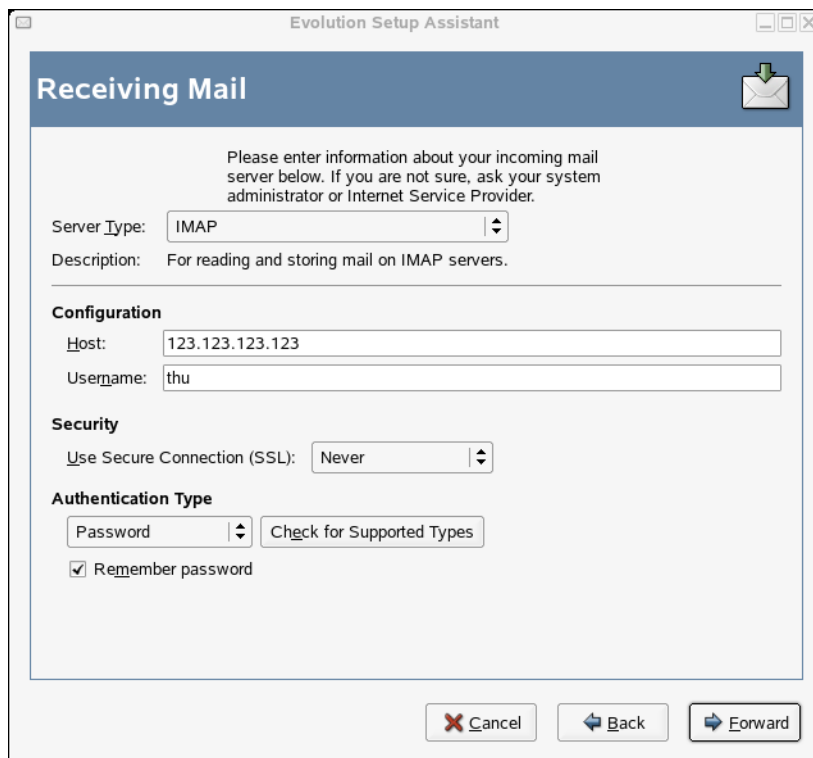 Evolution Setup Assistant
Receiving Mail
Please enter information about your incoming mail
server below. If you are not sure, ask your system
administrator or Internet Service Provider.
Server Type: IMAP
Description: For reading and storing mail on IMAP servers.
Configuration
Host: 123.123.123.123
Username: thu
Security
Use Secure Connection (SSL): Never
Authentication Type
Password Check for Supported Types
Remember password
Cancel Back Forward